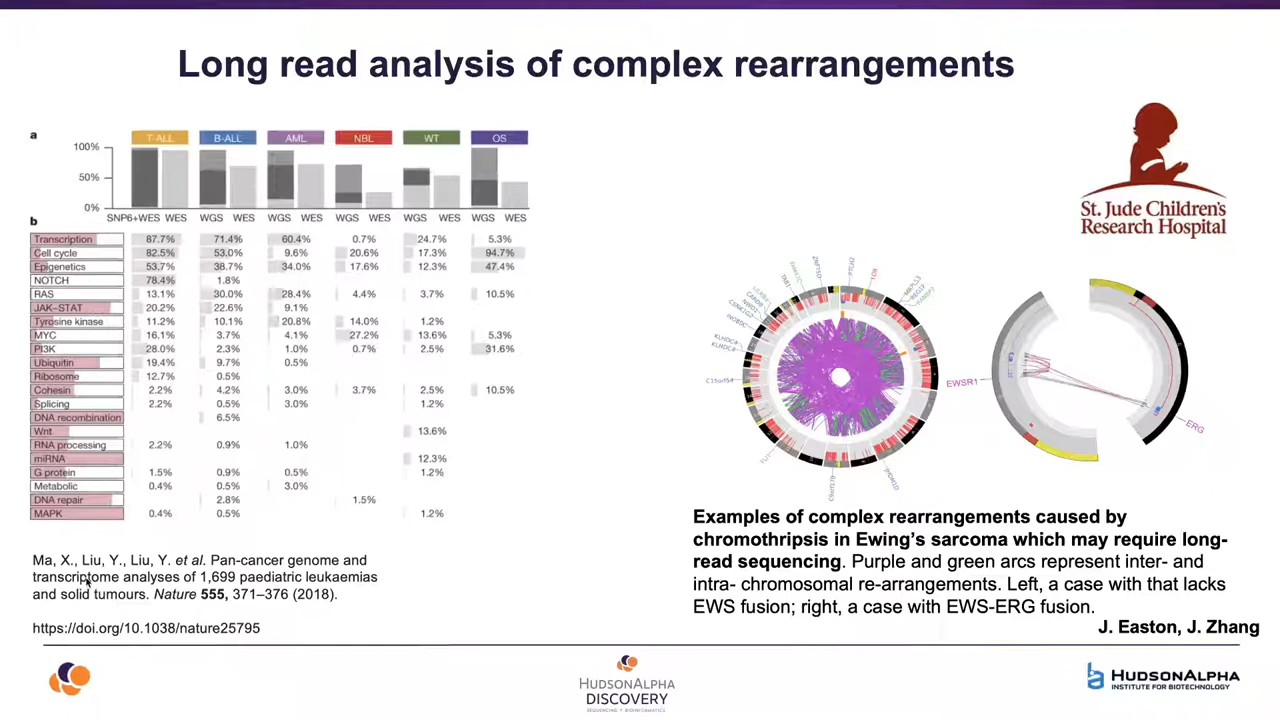 Long read analysis of complex rearrangements
a
T-ALL B-ALL AML NBL WT OS
100%
50%
0%
SNP6+WES WES WGS WES WGS WES WGS WES WGS WES WGS WES
b
Transcription 87.7% 71.4% 60.4% 0.7% 24.7% 5.3%
Cell cycle 82.5% 53.0% 9.6% 20.6% 17.3% 94.7%
Epigenetics 53.7% 38.7% 34.0% 17.6% 12.3% 47.4%
NOTCH 78.4% 1.8%
RAS 13.1% 30.0% 28.4% 4.4% 3.7% 10.5%
JAK–STAT 20.2% 22.6% 9.1%
Tyrosine kinase 11.2% 10.1% 20.8% 14.0% 1.2%
MYC 16.1% 3.7% 4.1% 27.2% 13.6% 5.3%
PI3K 28.0% 2.3% 1.0% 0.7% 2.5% 31.6%
Ubiquitin 19.4% 9.7% 0.5%
Ribosome 12.7% 0.5%
Cohesin 2.2% 4.2% 3.0% 3.7% 2.5% 10.5%
Splicing 2.2% 0.5% 3.0% 1.2%
DNA recombination 6.5%
Wnt 13.6%
RNA processing 2.2% 0.9% 1.0%
miRNA 12.3%
G protein 1.5% 0.9% 0.5% 1.2%
Metabolic 0.4% 0.5% 3.0%
DNA repair 2.8% 1.5%
MAPK 0.4% 0.5% 1.2%
Ma, X., Liu, Y., Liu, Y. et al. Pan-cancer genome and
transcriptome analyses of 1,699 paediatric leukaemias
and solid tumours. Nature 555, 371–376 (2018).
https://doi.org/10.1038/nature25795
St. Jude Children's
Research Hospital
KLHDC4
C15orf54
EWSR1
ERG
Examples of complex rearrangements caused by
chromothripsis in Ewing's sarcoma which may require long-
read sequencing. Purple and green arcs represent inter- and
intra- chromosomal re-arrangements. Left, a case with that lacks
EWS fusion; right, a case with EWS-ERG fusion.
J. Easton, J. Zhang
HUDSONALPHA
DISCOVERY
SEQUENCING + BIOINFORMATICS
HUDSONALPHA
INSTITUTE FOR BIOTECHNOLOGY